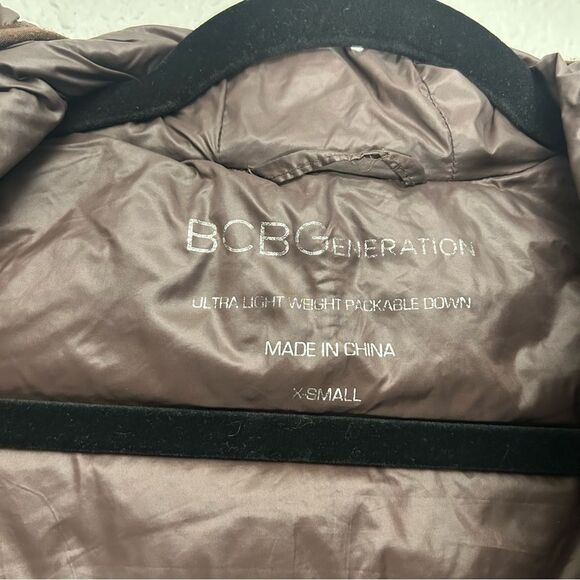 BCBGENERATION
ULTRA LIGHT WEIGHT PACKABLE DOWN
MADE IN CHINA
X-SMALL